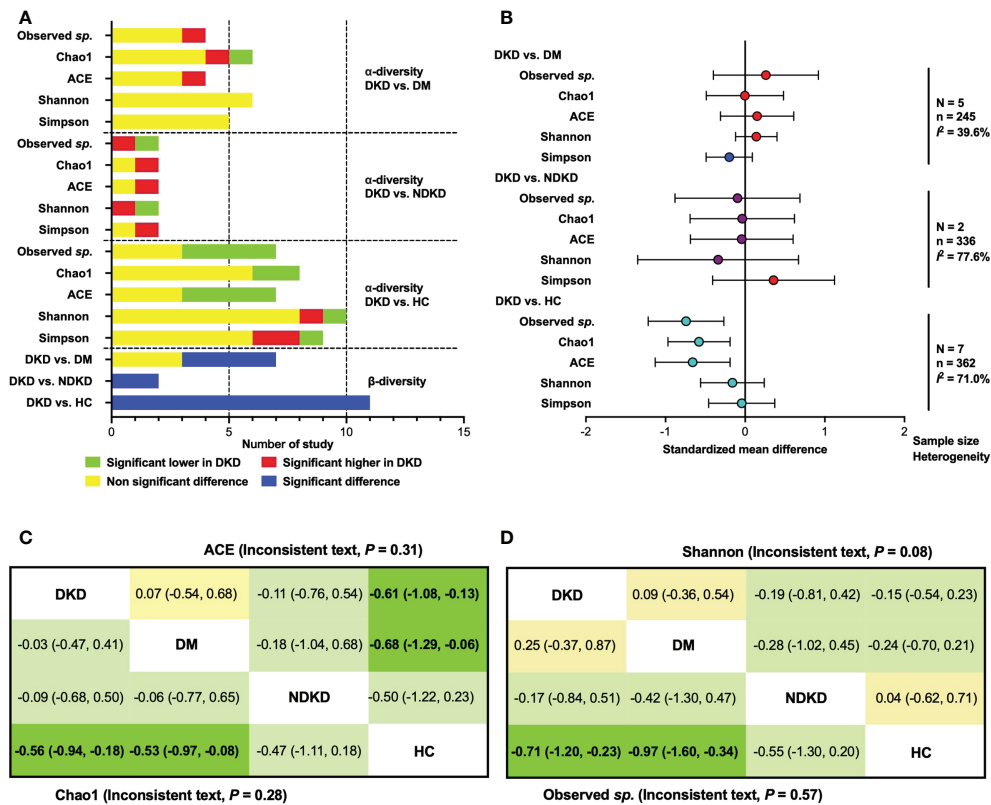 A
Observed sp.
Chao1
ACE
Shannon
Simpson
α-diversity
DKD vs. DM
Observed sp.
Chao1
ACE
Shannon
Simpson
α-diversity
DKD vs. NDKD
Observed sp.
Chao1
ACE
Shannon
Simpson
α-diversity
DKD vs. HC
DKD vs. DM
DKD vs. NDKD
DKD vs. HC
β-diversity
0 5 10 15
Number of study
Significant lower in DKD
Significant higher in DKD
Non significant difference
Significant difference
B
DKD vs. DM
Observed sp.
Chao1
ACE
Shannon
Simpson
N = 5
n = 245
I² = 39.6%
DKD vs. NDKD
Observed sp.
Chao1
ACE
Shannon
Simpson
N = 2
n = 336
I² = 77.6%
DKD vs. HC
Observed sp.
Chao1
ACE
Shannon
Simpson
N = 7
n = 362
I² = 71.0%
-2 -1 0 1 2
Standardized mean difference
Sample size
Heterogeneity
C
ACE (Inconsistent text, P = 0.31)
DKD 0.07 (-0.54, 0.68) -0.11 (-0.76, 0.54) -0.61 (-1.08, -0.13)
-0.03 (-0.47, 0.41) DM -0.18 (-1.04, 0.68) -0.68 (-1.29, -0.06)
-0.09 (-0.68, 0.50) -0.06 (-0.77, 0.65) NDKD -0.50 (-1.22, 0.23)
-0.56 (-0.94, -0.18) -0.53 (-0.97, -0.08) -0.47 (-1.11, 0.18) HC
Chao1 (Inconsistent text, P = 0.28)
D
Shannon (Inconsistent text, P = 0.08)
DKD 0.09 (-0.36, 0.54) -0.19 (-0.81, 0.42) -0.15 (-0.54, 0.23)
0.25 (-0.37, 0.87) DM -0.28 (-1.02, 0.45) -0.24 (-0.70, 0.21)
-0.17 (-0.84, 0.51) -0.42 (-1.30, 0.47) NDKD 0.04 (-0.62, 0.71)
-0.71 (-1.20, -0.23) -0.97 (-1.60, -0.34) -0.55 (-1.30, 0.20) HC
Observed sp. (Inconsistent text, P = 0.57)